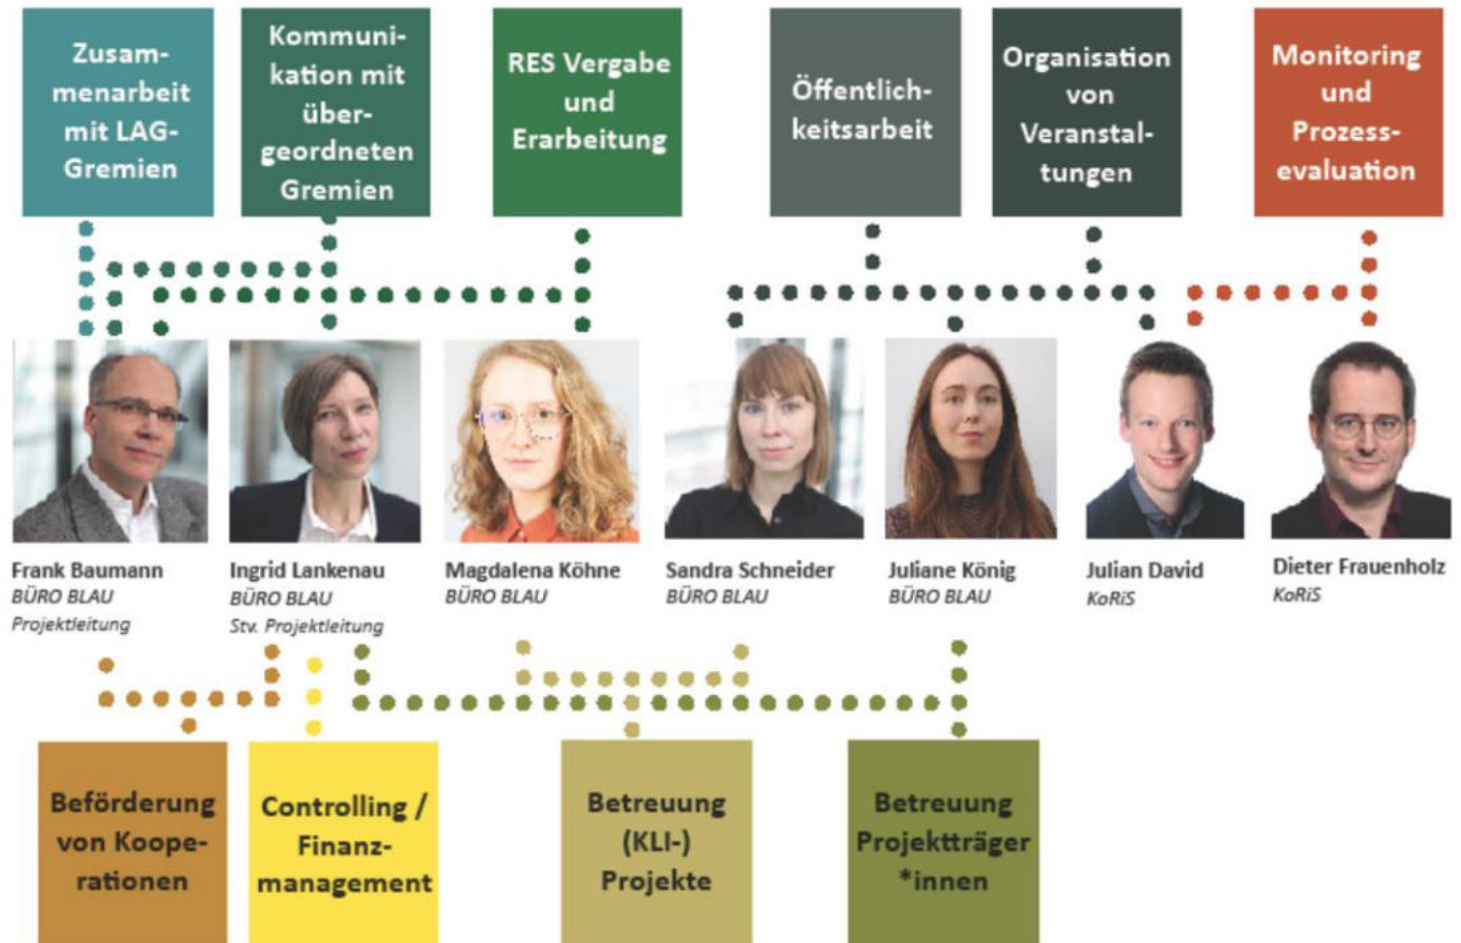 Zusam-
menarbeit
mit LAG-
Gremien
Kommuni-
kation mit
über-
geordneten
Gremien
RES Vergabe
und
Erarbeitung
Öffentlich-
keitsarbeit
Organisation
von
Veranstal-
tungen
Monitoring
und
Prozess-
evaluation
Frank Baumann
BÜRO BLAU
Projektleitung
Ingrid Lankenau
BÜRO BLAU
Stv. Projektleitung
Magdalena Köhne
BÜRO BLAU
Sandra Schneider
BÜRO BLAU
Juliane König
BÜRO BLAU
Julian David
KoRiS
Dieter Frauenholz
KoRiS
Beförderung
von Koope-
rationen
Controlling /
Finanz-
management
Betreuung
(KLI-)
Projekte
Betreuung
Projektträger
*innen